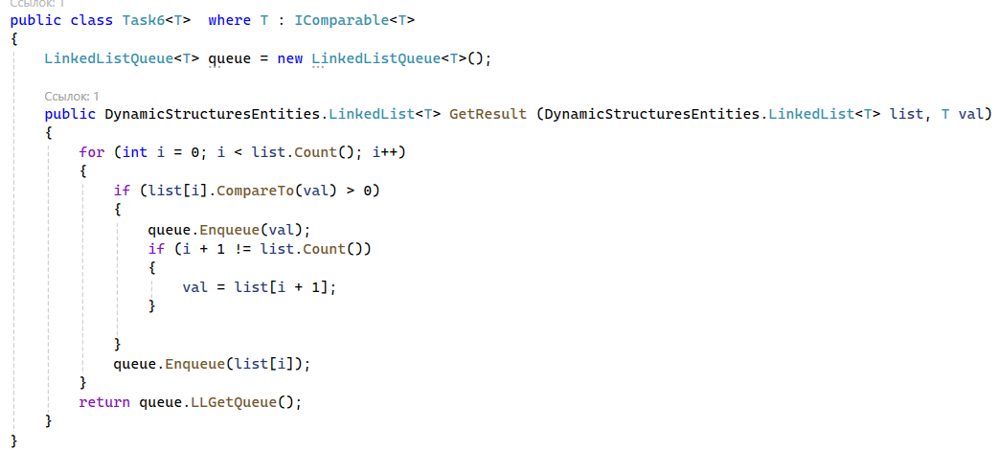 Ссылок: 1
public class Task6<T>  where T : IComparable<T>
{
    LinkedListQueue<T> queue = new LinkedListQueue<T>();
    Ссылок: 1
    public DynamicStructuresEntities.LinkedList<T> GetResult (DynamicStructuresEntities.LinkedList<T> list, T val)
    {
        for (int i = 0; i < list.Count(); i++)
        {
            if (list[i].CompareTo(val) > 0)
            {
                queue.Enqueue(val);
                if (i + 1 != list.Count())
                {
                    val = list[i + 1];
                }
            }
            queue.Enqueue(list[i]);
        }
        return queue.LLGetQueue();
    }
}